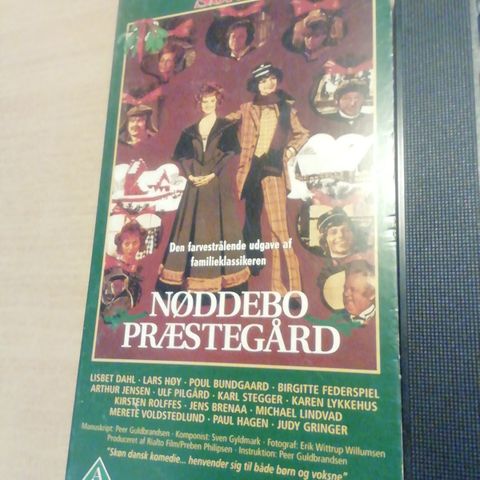 Den farvestrålende udgave af
familieklassikeren
NØDDEBO
PRÆSTEGÅRD
LISBET DAHL · LARS HØY · POUL BUNDGAARD · BIRGITTE FEDERSPIEL
ARTHUR JENSEN · ULF PILGÅRD · KARL STEGGER · KAREN LYKKEHUS
KIRSTEN ROLFFES · JENS BRENAA · MICHAEL LINDVAD
MERETE VOLDSTEDLUND · PAUL HAGEN · JUDY GRINGER
Manuskript: Peer Guldbrandsen · Komponist: Sven Gyldmark · Fotograf: Erik Wittrup Willumsen
Produceret af Rialto Film/Preben Philipsen · Instruktion: Peer Guldbrandsen
"Skøn dansk komedie... henvender sig til både børn og voksne"
A